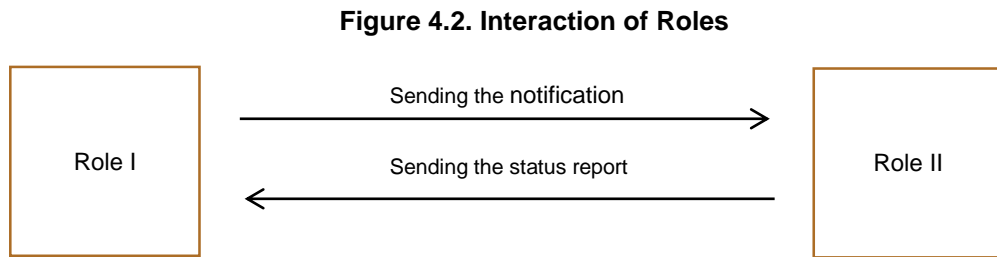 Figure 4.2. Interaction of Roles
Sending the notification
Role I
Role II
Sending the status report